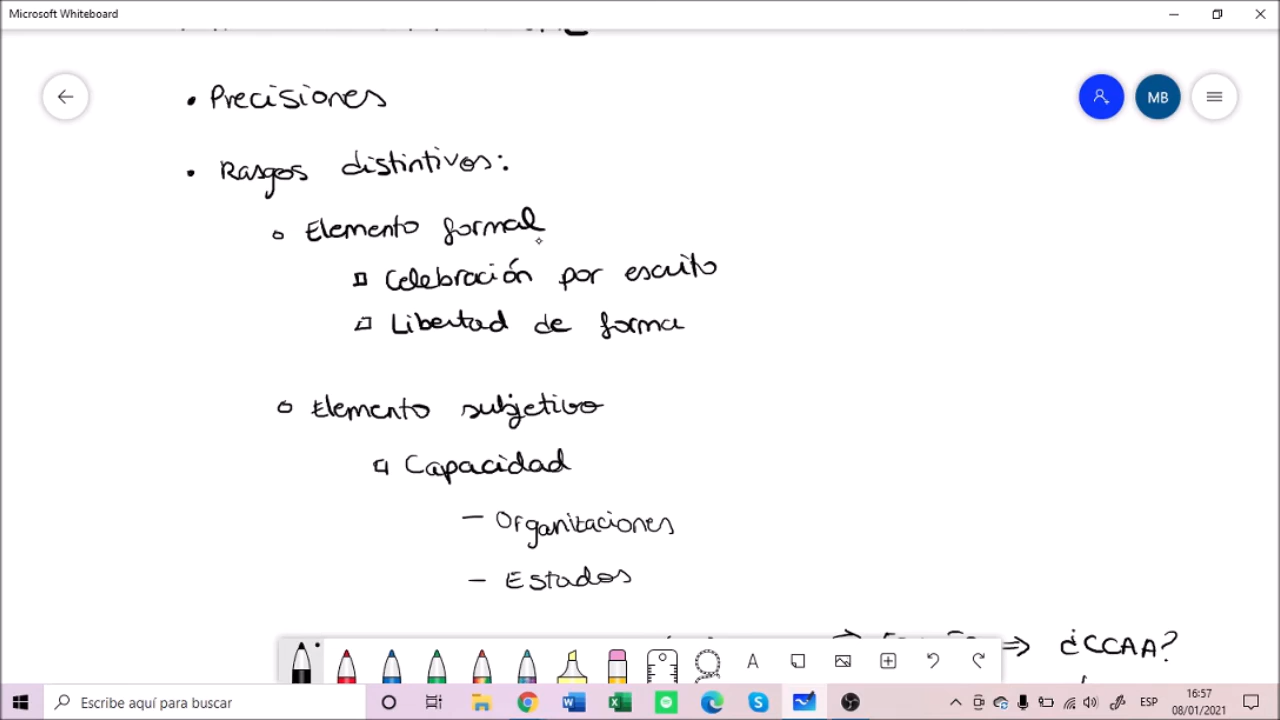 Microsoft Whiteboard
• Precisiones
MB
• Rasgos distintivos:
Elemento formal
Celebración por escrito
Libertad de forma
Elemento subjetivo
Capacidad
— Organizaciones
— Estados
⇒ ¿CCAA?
A
Escribe aquí para buscar
ESP
16:57
08/01/2021